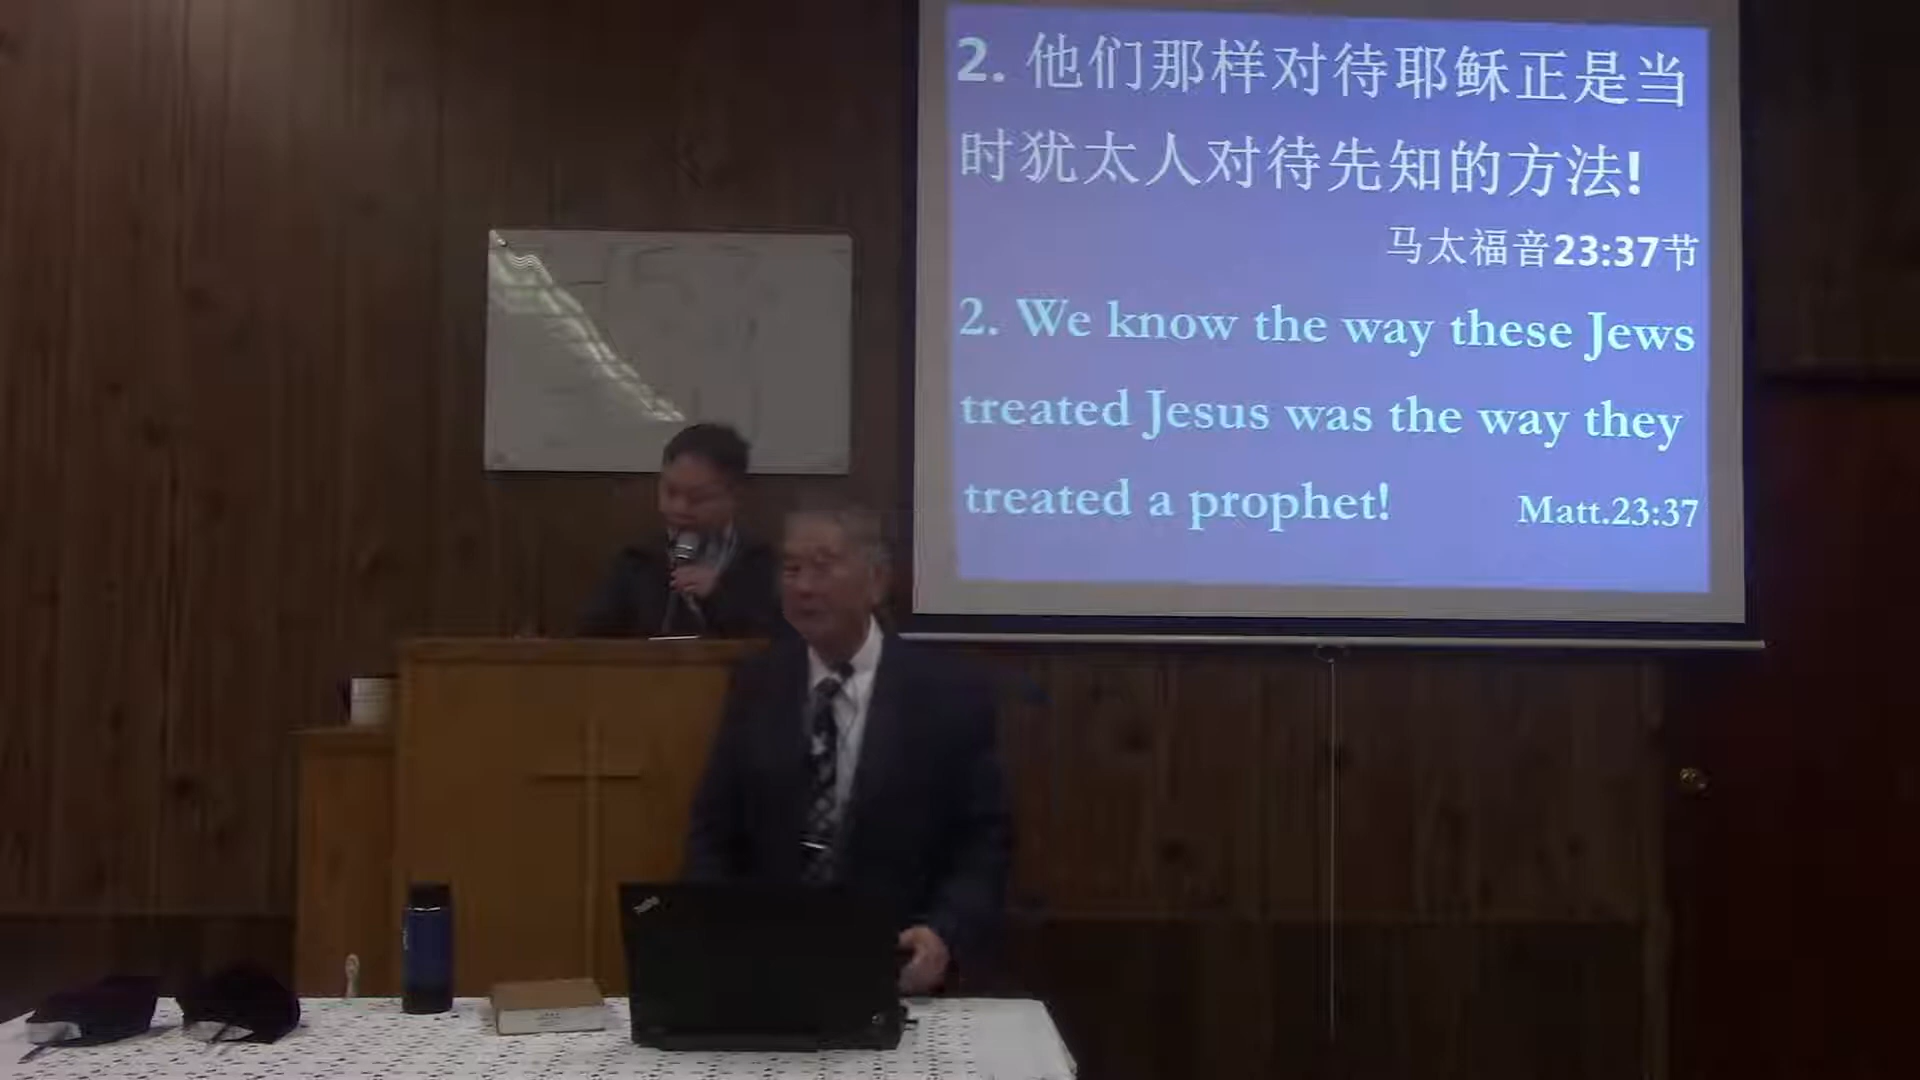 2. 他们那样对待耶稣正是当
时犹太人对待先知的方法!
马太福音23:37节
2. We know the way these Jews
treated Jesus was the way they
treated a prophet!
Matt.23:37